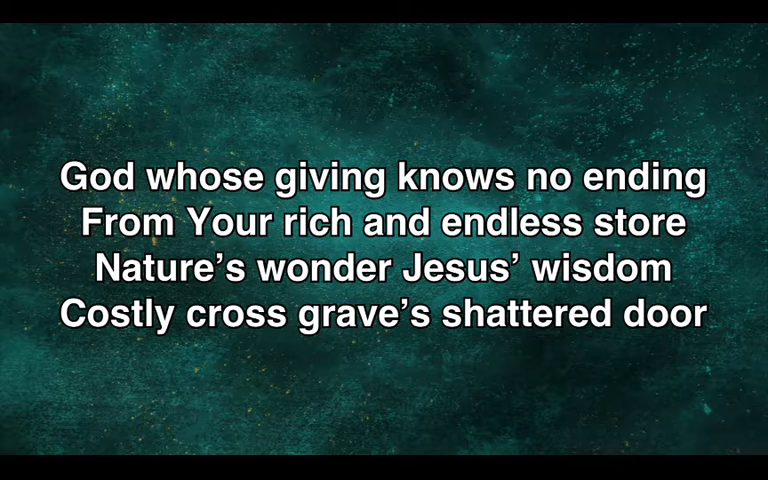 God whose giving knows no ending
From Your rich and endless store
Nature’s wonder Jesus’ wisdom
Costly cross grave’s shattered door